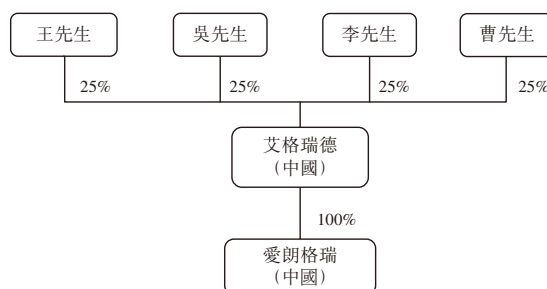 王先生
吳先生
李先生
曹先生
25%
25%
25%
25%
艾格瑞德
（中國）
100%
愛朗格瑞
（中國）